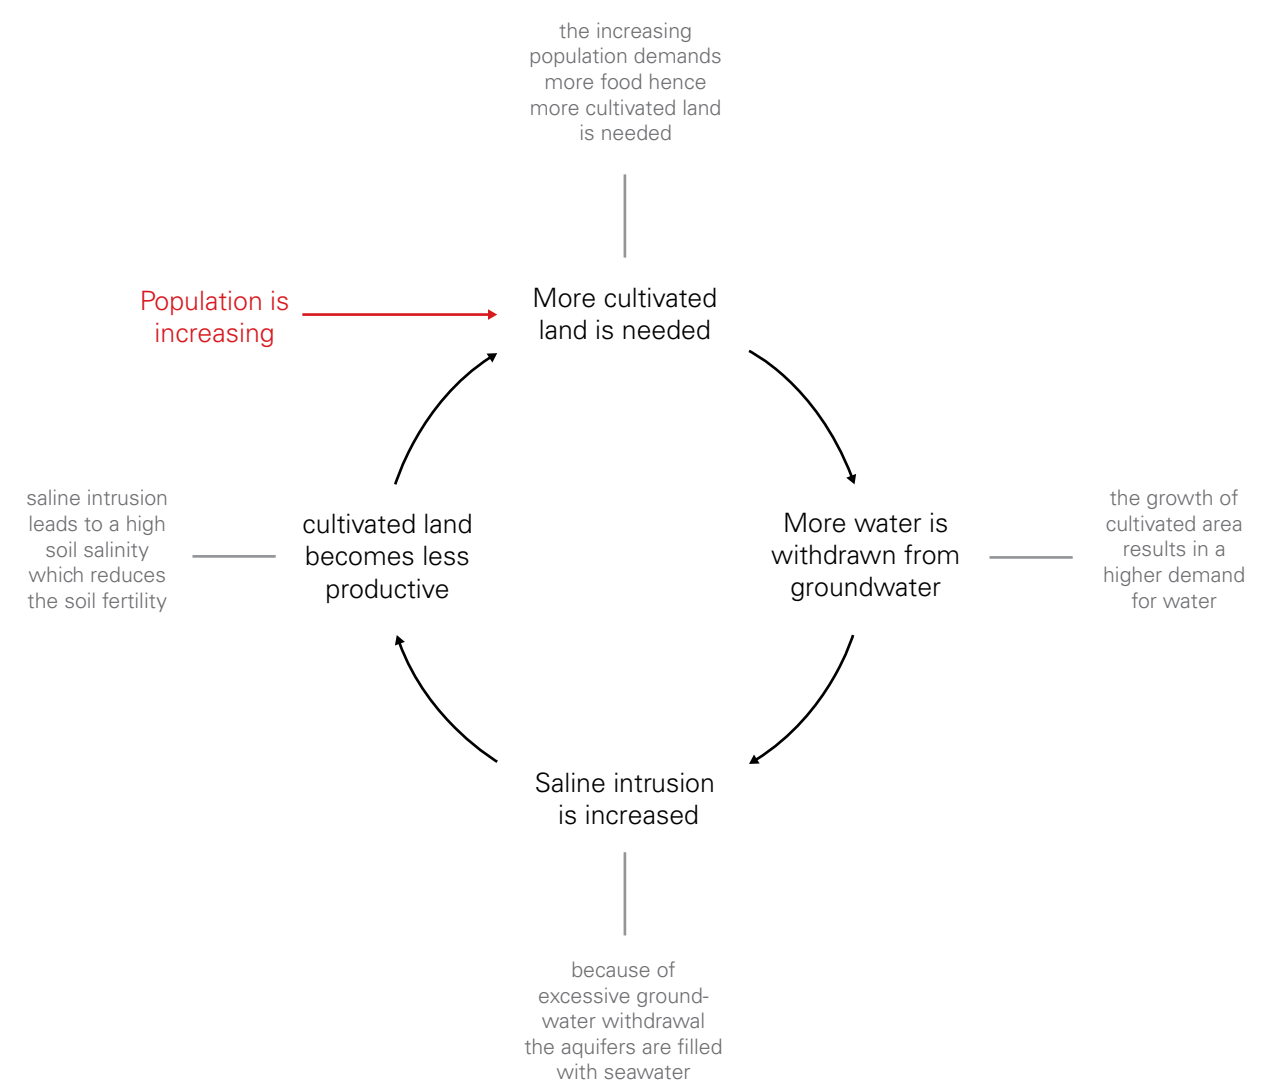 the increasing
population demands
more food hence
more cultivated land
is needed
Population is
increasing
More cultivated
land is needed
saline intrusion
leads to a high
soil salinity
which reduces
the soil fertility
cultivated land
becomes less
productive
More water is
withdrawn from
groundwater
the growth of
cultivated area
results in a
higher demand
for water
Saline intrusion
is increased
because of
excessive ground-
water withdrawal
the aquifers are filled
with seawater